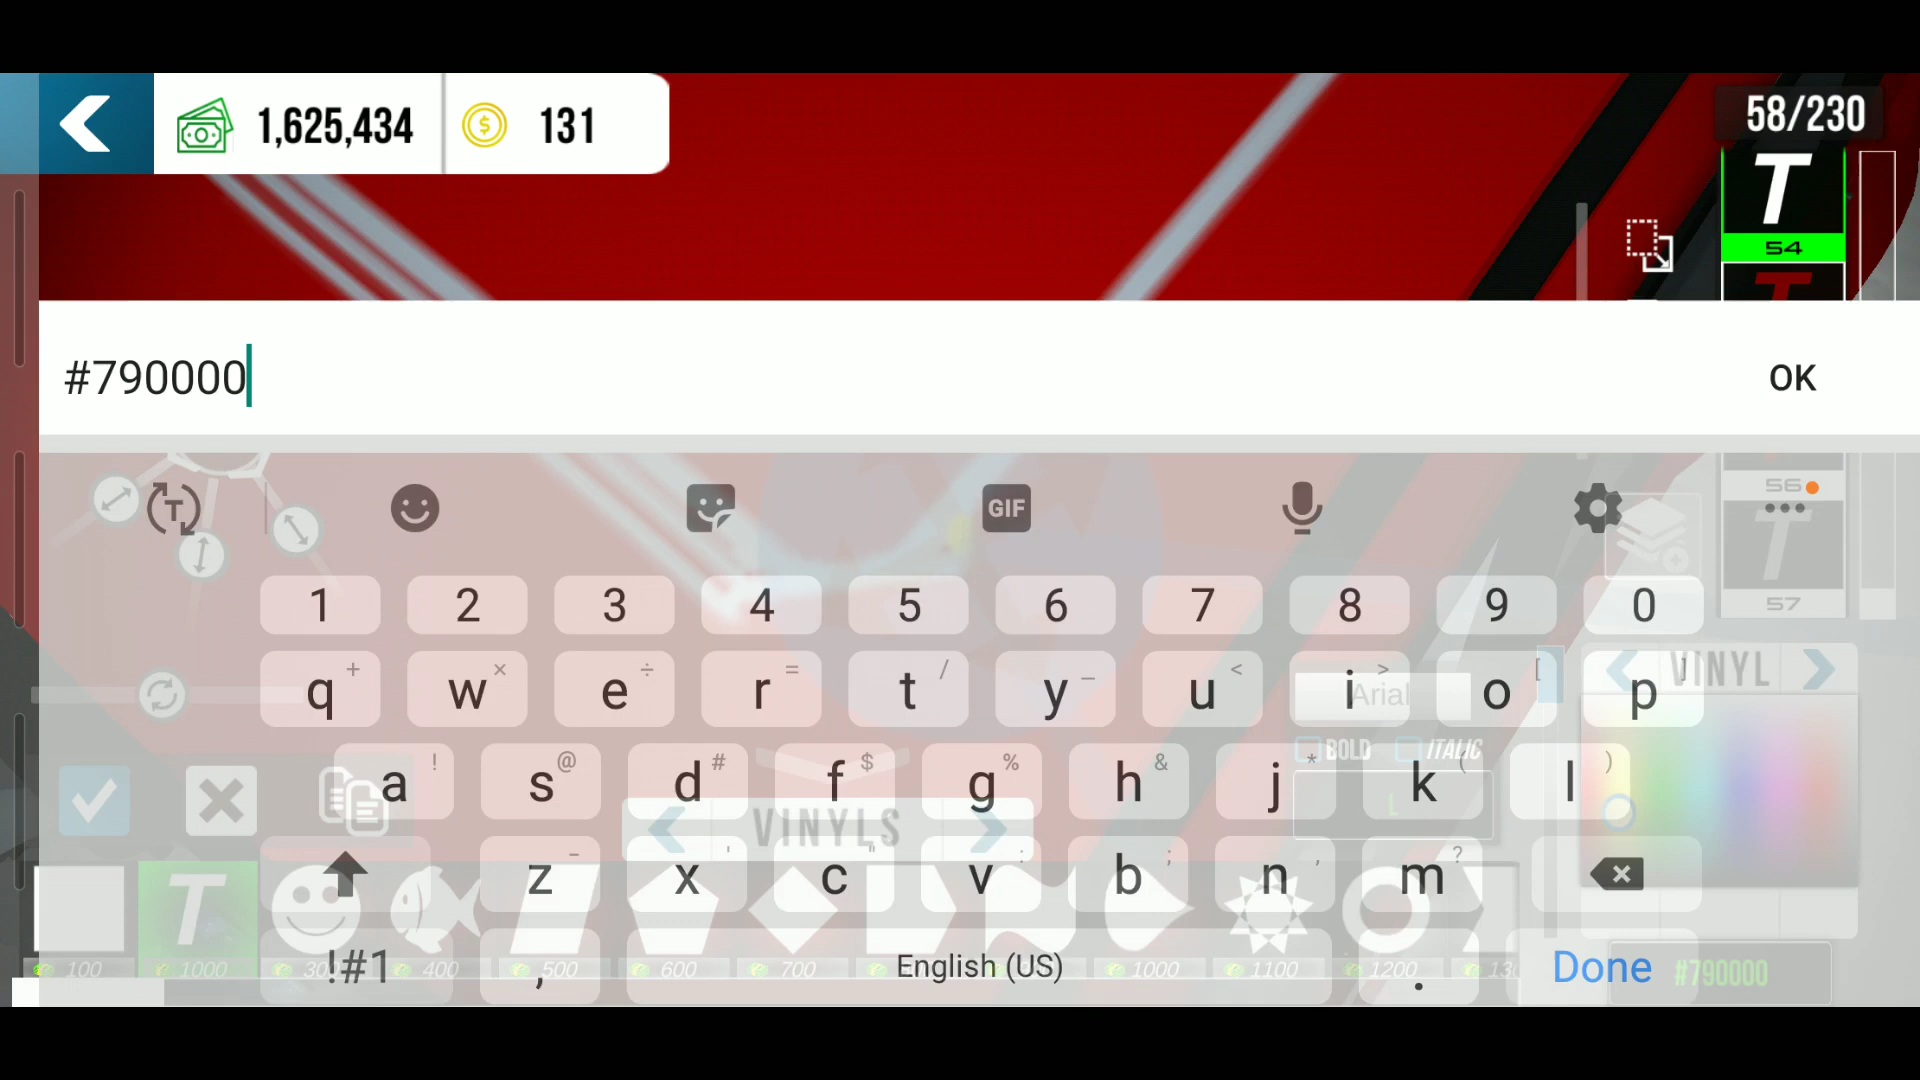 1,625,434
131
58/230
T
54
T
#790000
OK
56
T
T
GIF
57
1 2 3 4 5 6 7 8 9 0
+ × ÷ = / _ < > [ ]
q w e r t y u i o p
VINYL
Arial
BOLD ITALIC
! @ # $ % & * ( )
a s d f g h j k l
L
VINYLS
- ' " : ; , ?
z x c v b n m
T
!#1 , English (US) . Done
100 1000 300 400 500 600 700 1000 1100 1200
#790000